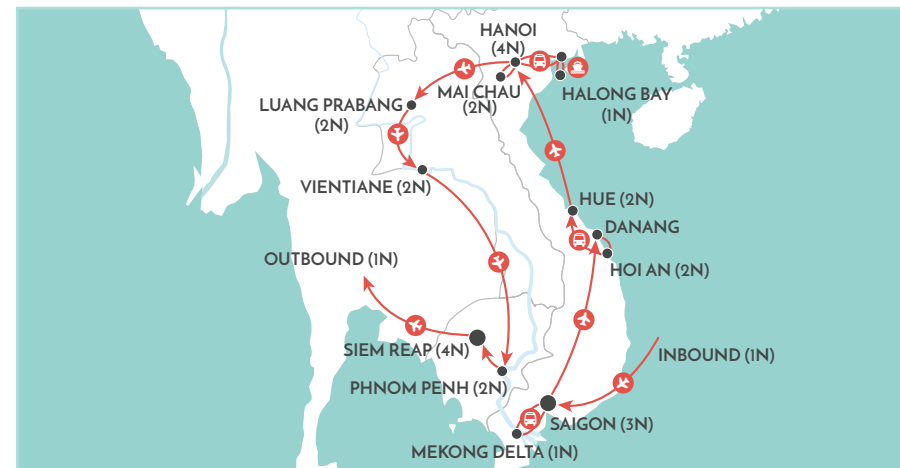 HANOI
(4N)
MAI CHAU
(2N)
HALONG BAY
(1N)
LUANG PRABANG
(2N)
VIENTIANE (2N)
HUE (2N)
DANANG
HOI AN (2N)
OUTBOUND (1N)
SIEM REAP (4N)
INBOUND (1N)
PHNOM PENH (2N)
SAIGON (3N)
MEKONG DELTA (1N)